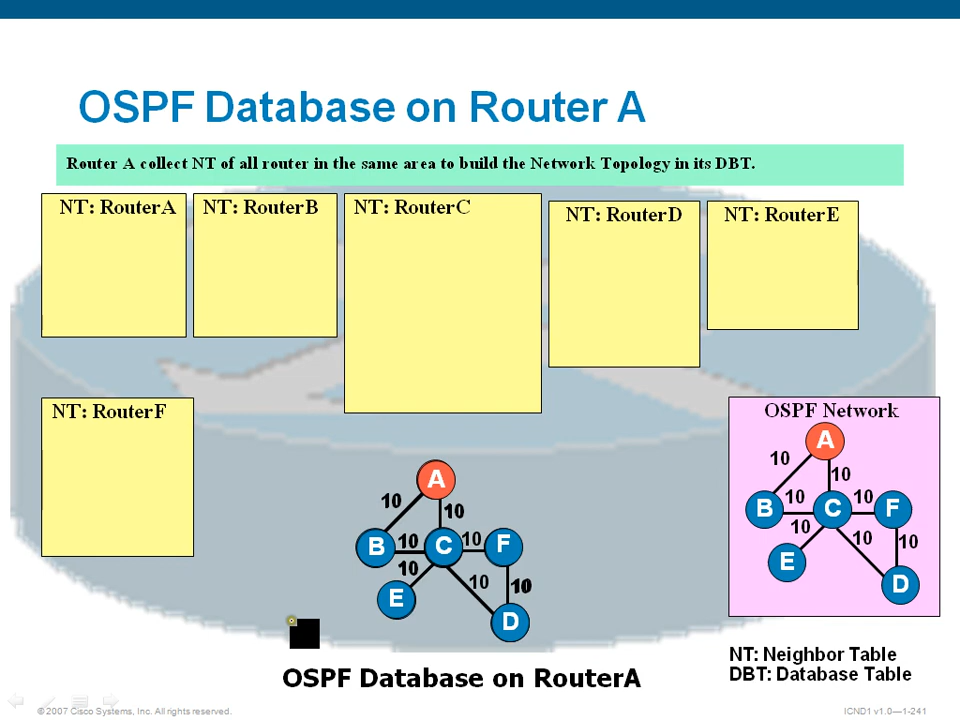 OSPF Database on Router A
Router A collect NT of all router in the same area to build the Network Topology in its DBT.
NT: RouterA
NT: RouterB
NT: RouterC
NT: RouterD
NT: RouterE
NT: RouterF
OSPF Network
A
10
10
B
10
C
10
F
10
10
10
E
D
A
10
10
B
10
C
10
F
10
10
10
E
D
OSPF Database on RouterA
NT: Neighbor Table
DBT: Database Table
© 2007 Cisco Systems, Inc. All rights reserved.
ICND1 v1.0—1-241